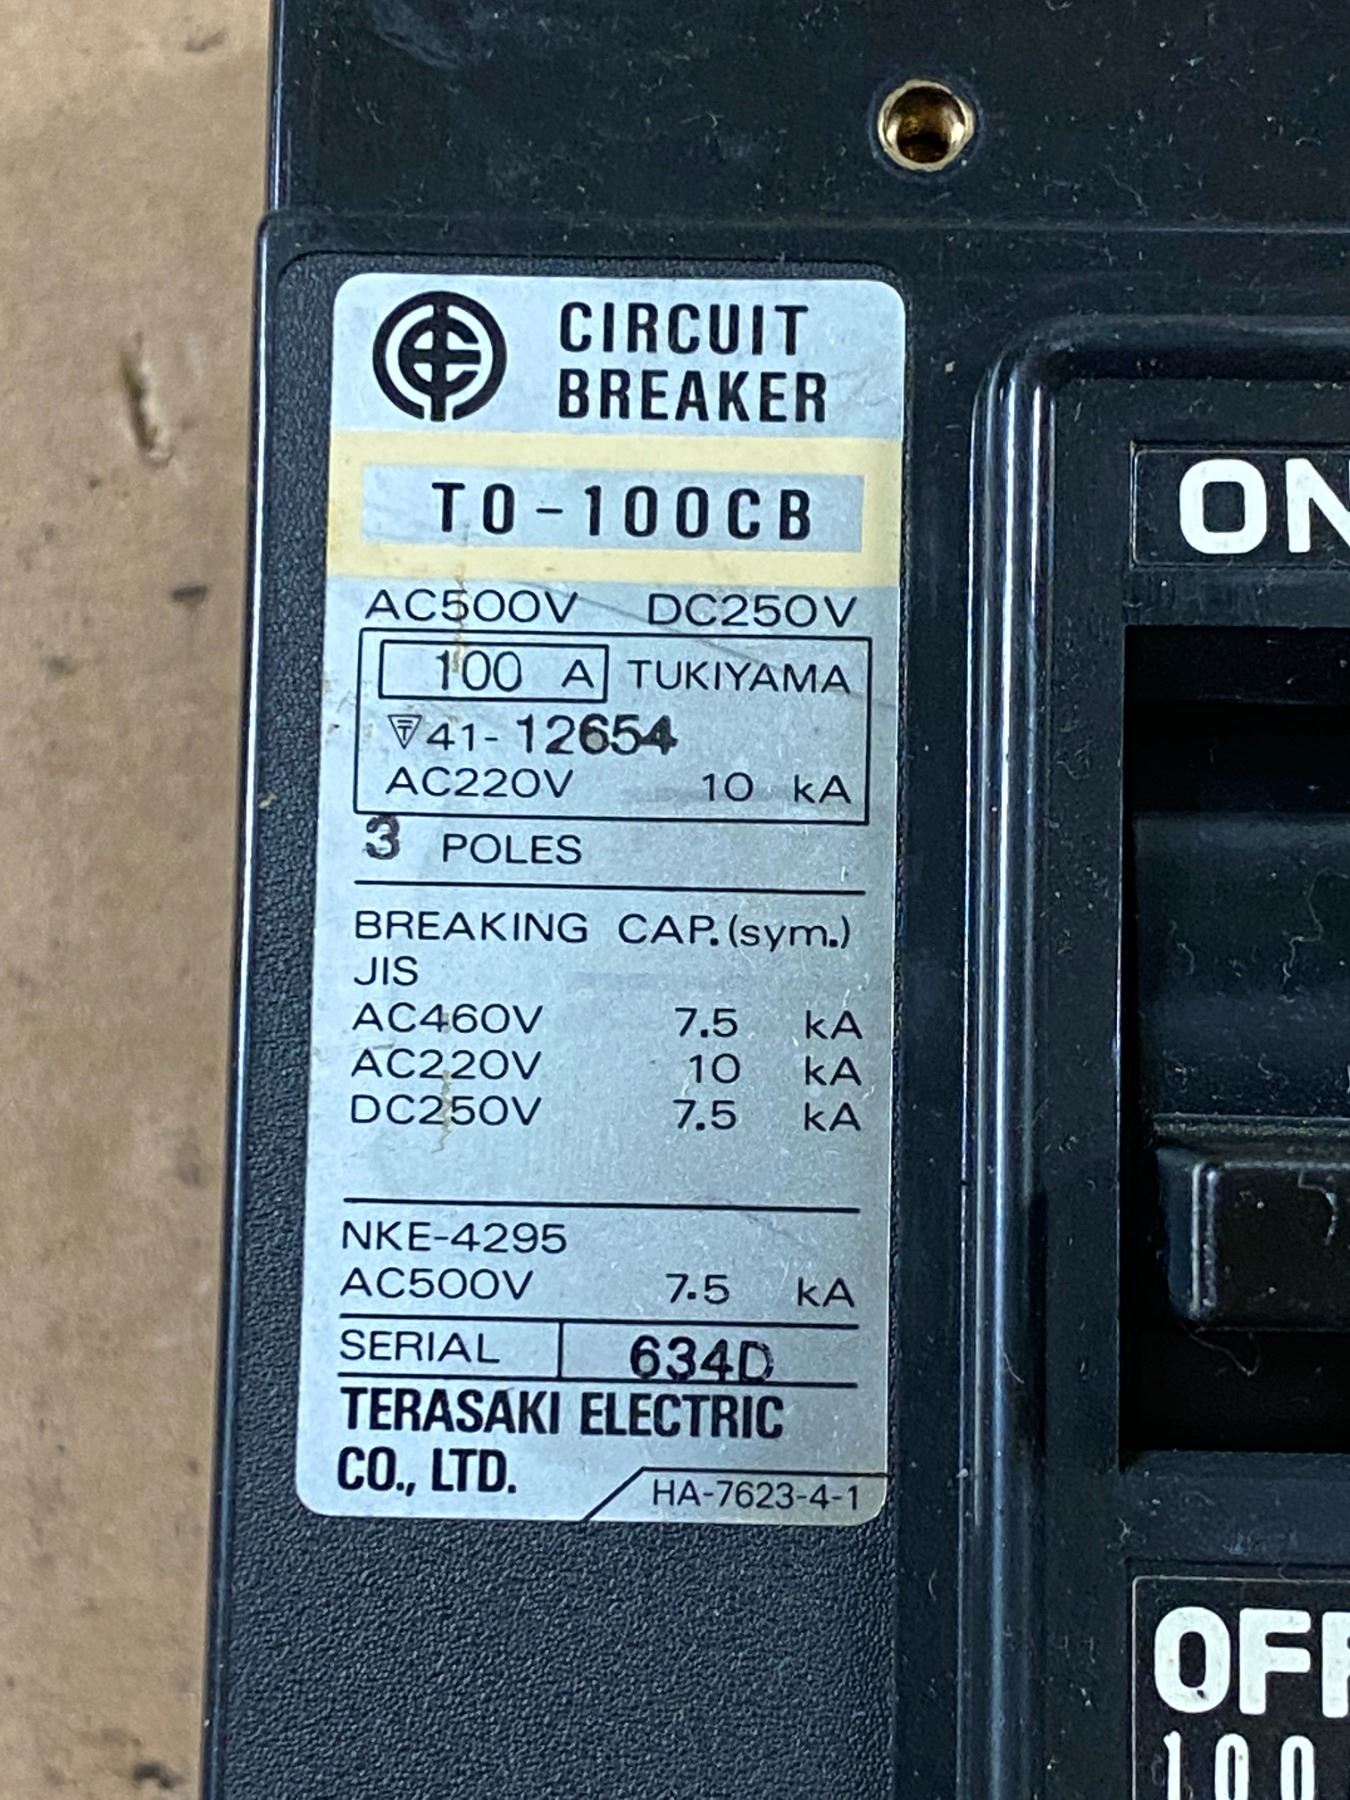 CIRCUIT
BREAKER
TO-100CB
AC500V DC250V
100 A TUKIYAMA
41-12654
AC220V 10 kA
3 POLES
BREAKING CAP.(sym.)
JIS
AC460V 7.5 kA
AC220V 10 kA
DC250V 7.5 kA
NKE-4295
AC500V 7.5 kA
SERIAL 634D
TERASAKI ELECTRIC
CO., LTD.
HA-7623-4-1
ON
OFF
100